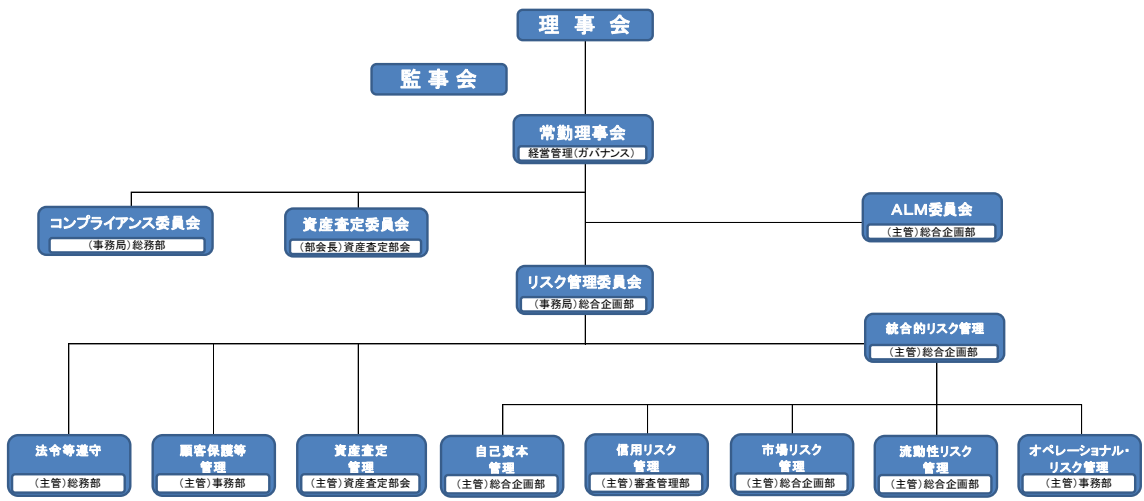 理事会
監事会
常勤理事会
経営管理(ガバナンス)
コンプライアンス委員会
(事務局)総務部
資産査定委員会
(部会長)資産査定部会
ALM委員会
(主管)総合企画部
リスク管理委員会
(事務局)総合企画部
統合的リスク管理
(主管)総合企画部
法令等遵守
(主管)総務部
顧客保護等
管理
(主管)事務部
資産査定
管理
(主管)資産査定部会
自己資本
管理
(主管)総合企画部
信用リスク
管理
(主管)審査管理部
市場リスク
管理
(主管)総合企画部
流動性リスク
管理
(主管)総合企画部
オペレーショナル・
リスク管理
(主管)事務部